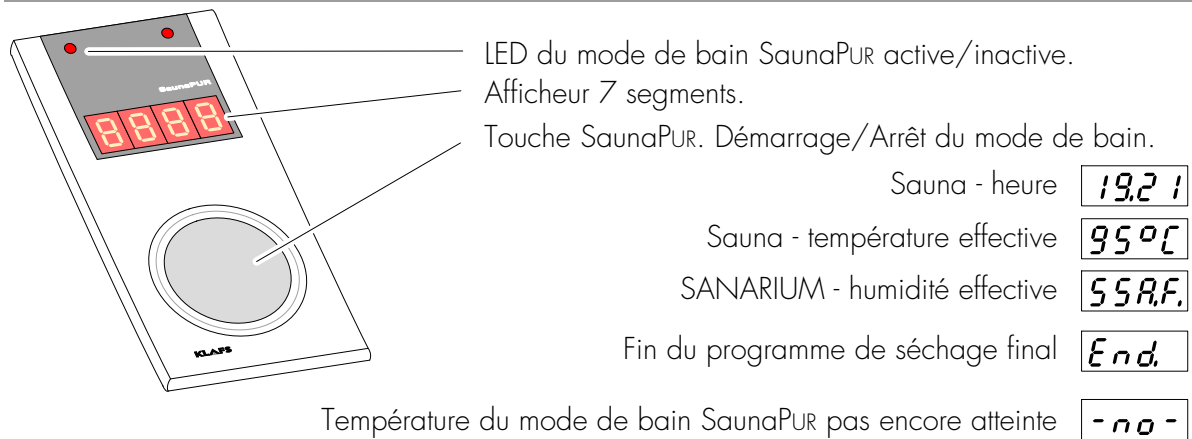 LED du mode de bain SaunaPUR active/inactive.
SaunaPUR
Afficheur 7 segments.
8888
Touche SaunaPUR. Démarrage/Arrêt du mode de bain.
Sauna - heure 19.21
Sauna - température effective 95°C
SANARIUM - humidité effective 55A.F.
KLAFS
Fin du programme de séchage final End.
Température du mode de bain SaunaPUR pas encore atteinte -no-